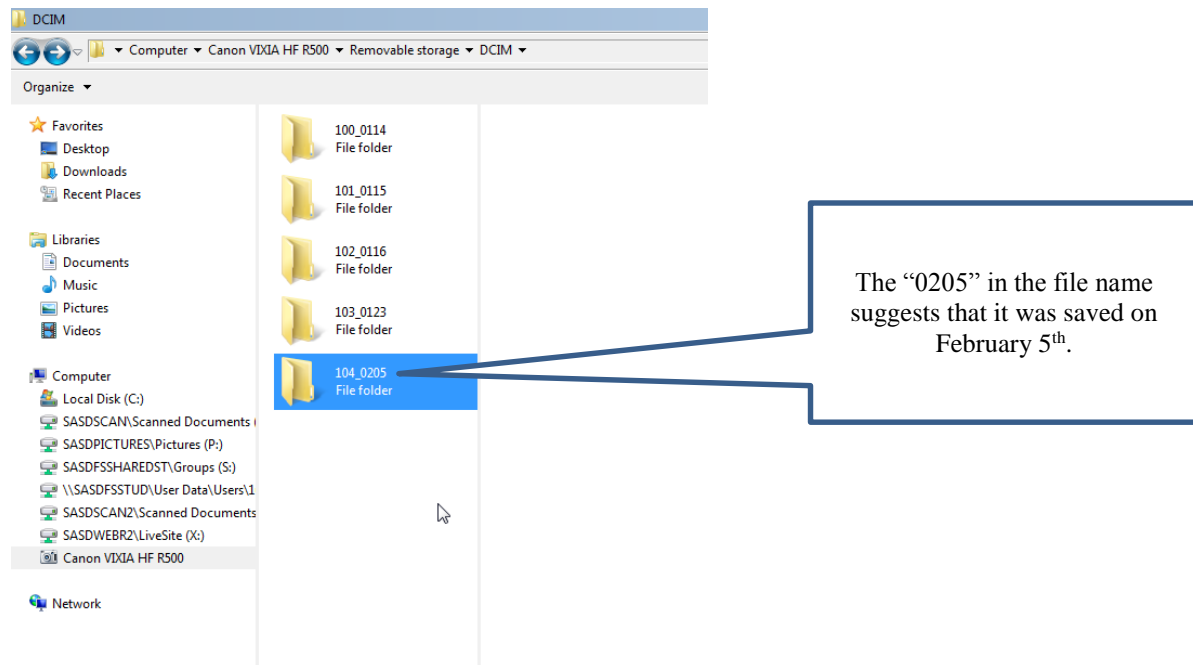 DCIM
Computer Canon VIXIA HF R500 Removable storage DCIM
Organize
Favorites
Desktop
Downloads
Recent Places
Libraries
Documents
Music
Pictures
Videos
Computer
Local Disk (C:)
SASDSCAN\Scanned Documents (
SASDPICTURES\Pictures (P:)
SASDFSSHAREDST\Groups (S:)
\\SASDFSSTUD\User Data\Users\1
SASDSCAN2\Scanned Documents
SASDWEBR2\LiveSite (X:)
Canon VIXIA HF R500
Network
100_0114
File folder
101_0115
File folder
102_0116
File folder
103_0123
File folder
104_0205
File folder
The “0205” in the file name
suggests that it was saved on
February 5th.